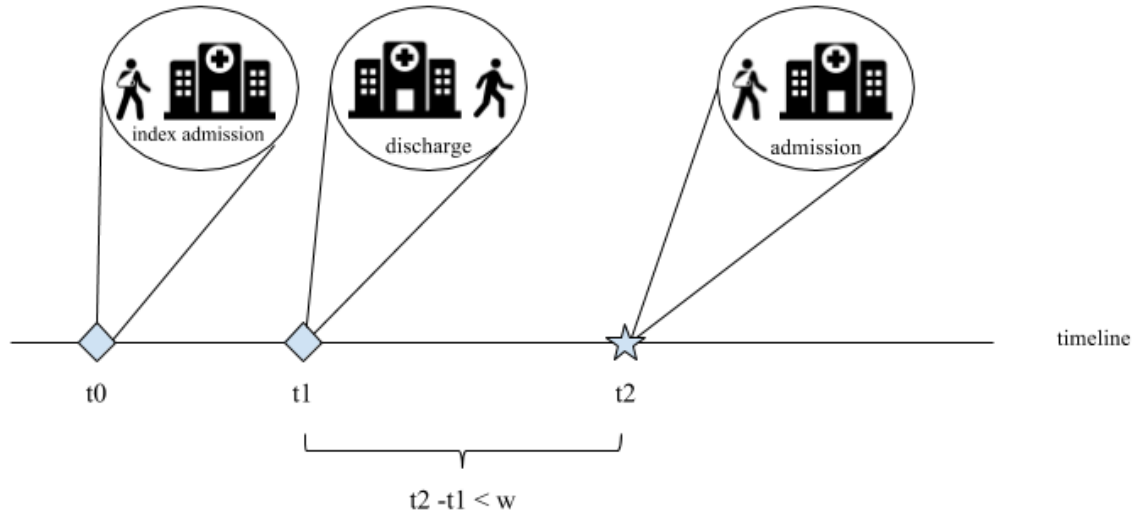 index admission
discharge
admission
timeline
t0
t1
t2
t2 -t1 < w